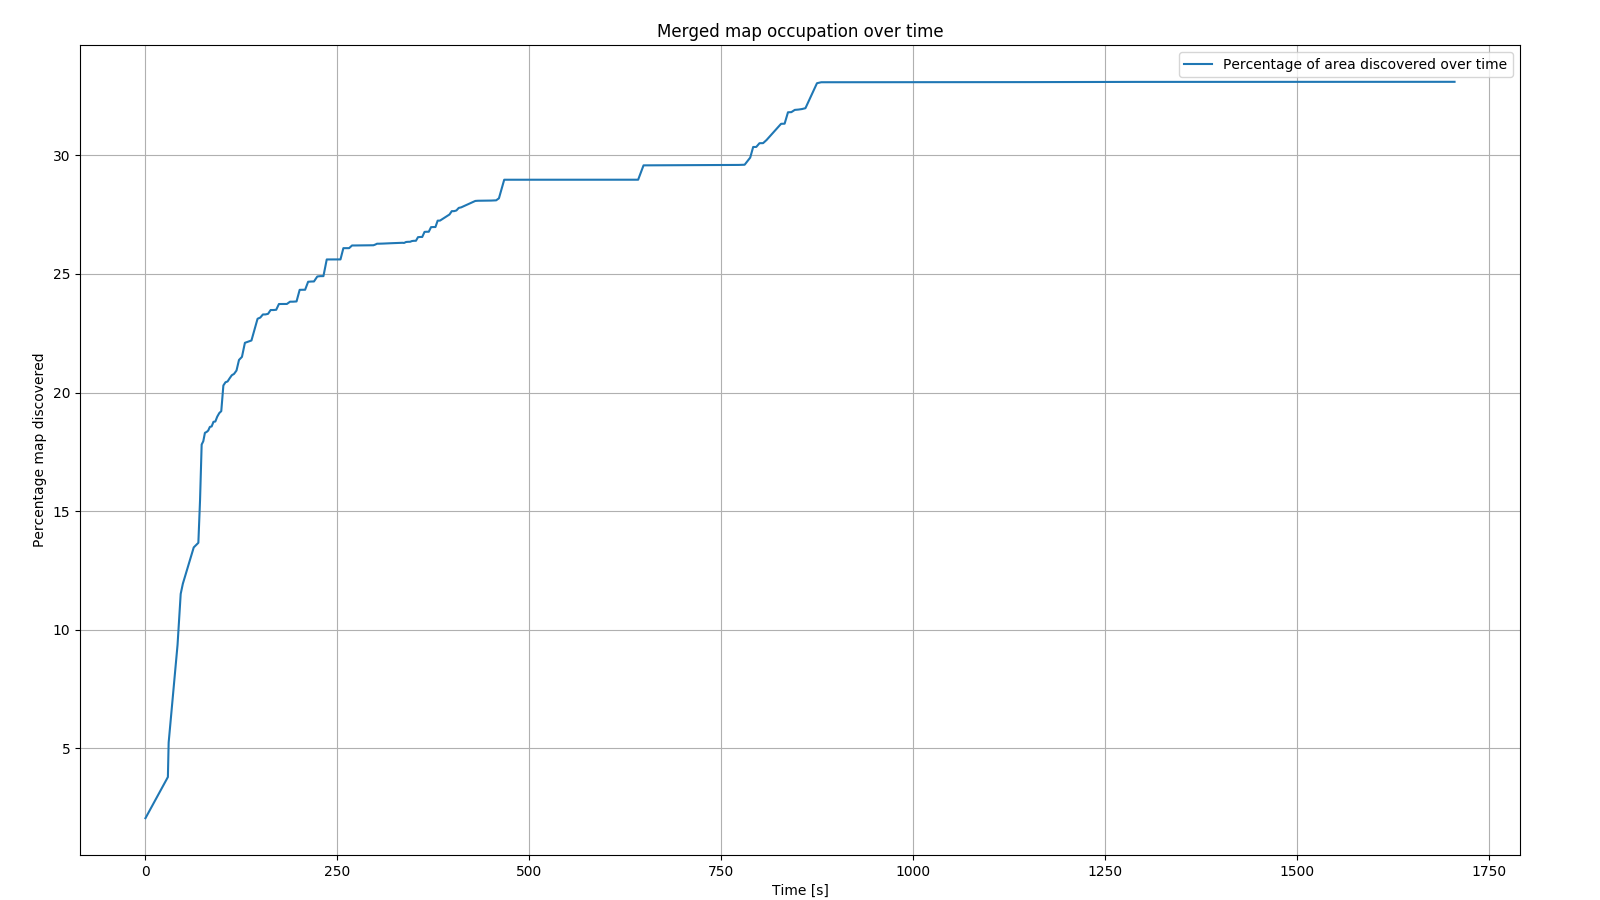 Merged map occupation over time
Percentage of area discovered over time
Percentage map discovered
30
25
20
15
10
5
0 250 500 750 1000 1250 1500 1750
Time [s]